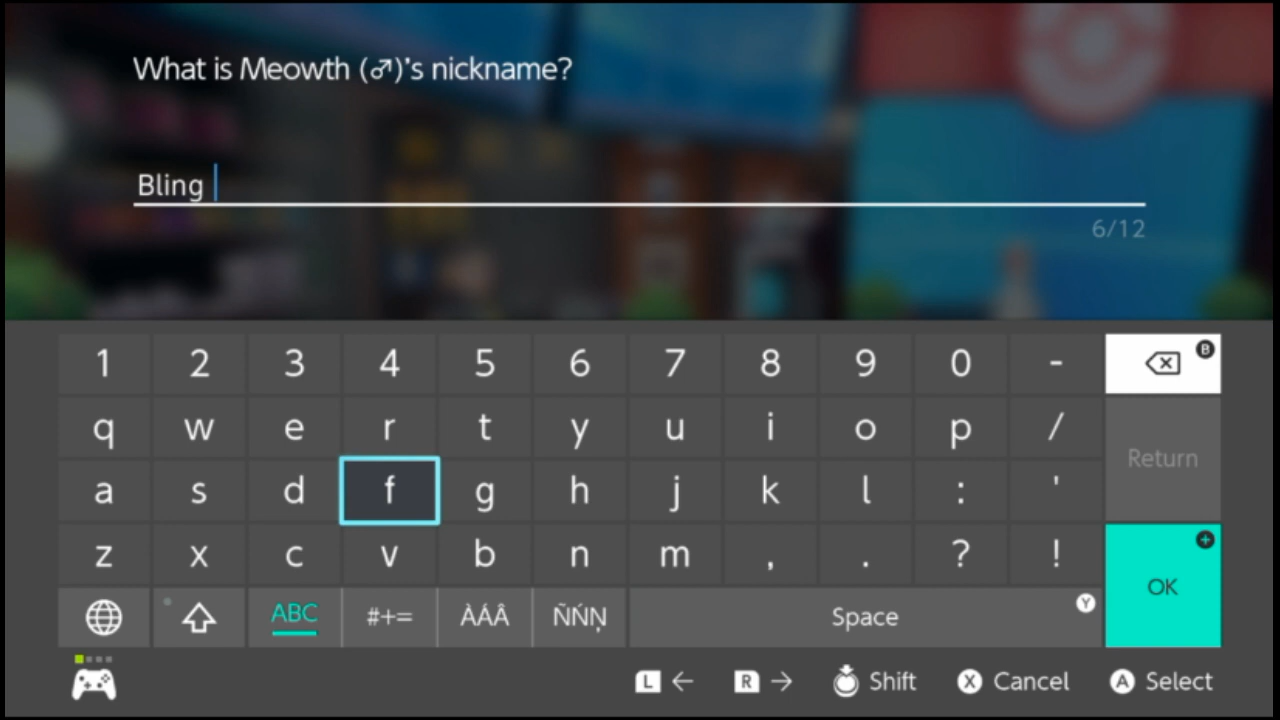 What is Meowth (♂)'s nickname?
Bling
6/12
1 2 3 4 5 6 7 8 9 0 - B
q w e r t y u i o p / Return
a s d f g h j k l : '
z x c v b n m , . ? ! + OK
ABC #+= ÀÁÂ ÑŃŅ Space Y
L ← R → Shift X Cancel A Select